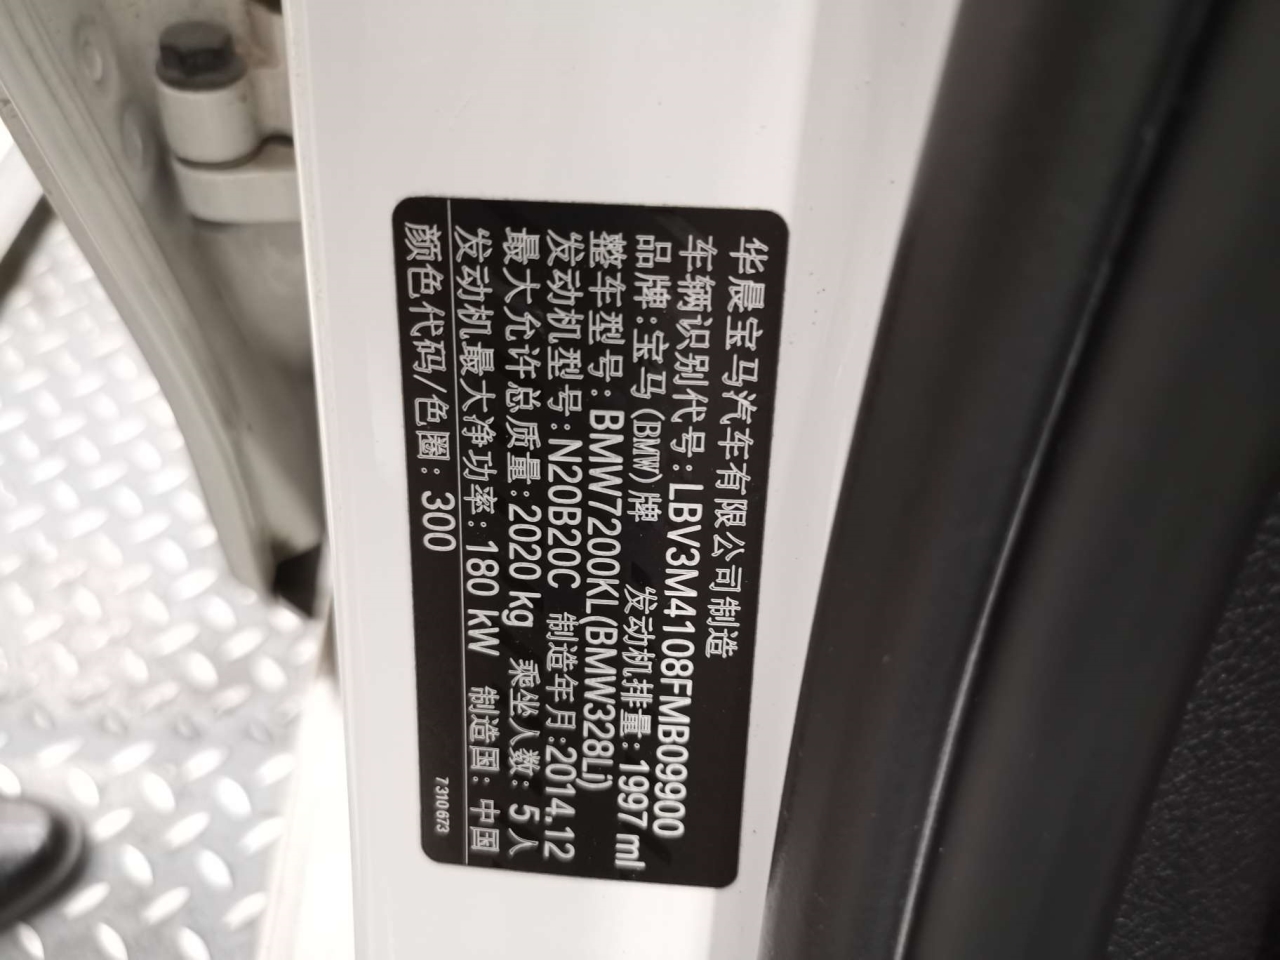 华晨宝马汽车有限公司制造
车辆识别代号:LBV3M4108FMB09900
品牌:宝马(BMW)牌 发动机排量:1997 ml
整车型号:BMW7200KL(BMW328Li)
发动机型号:N20B20C 制造年月:2014.12
最大允许总质量:2020 kg 乘坐人数: 5 人
发动机最大净功率:180 kW 制造国: 中国
颜色代码/色圈: 300
7310673